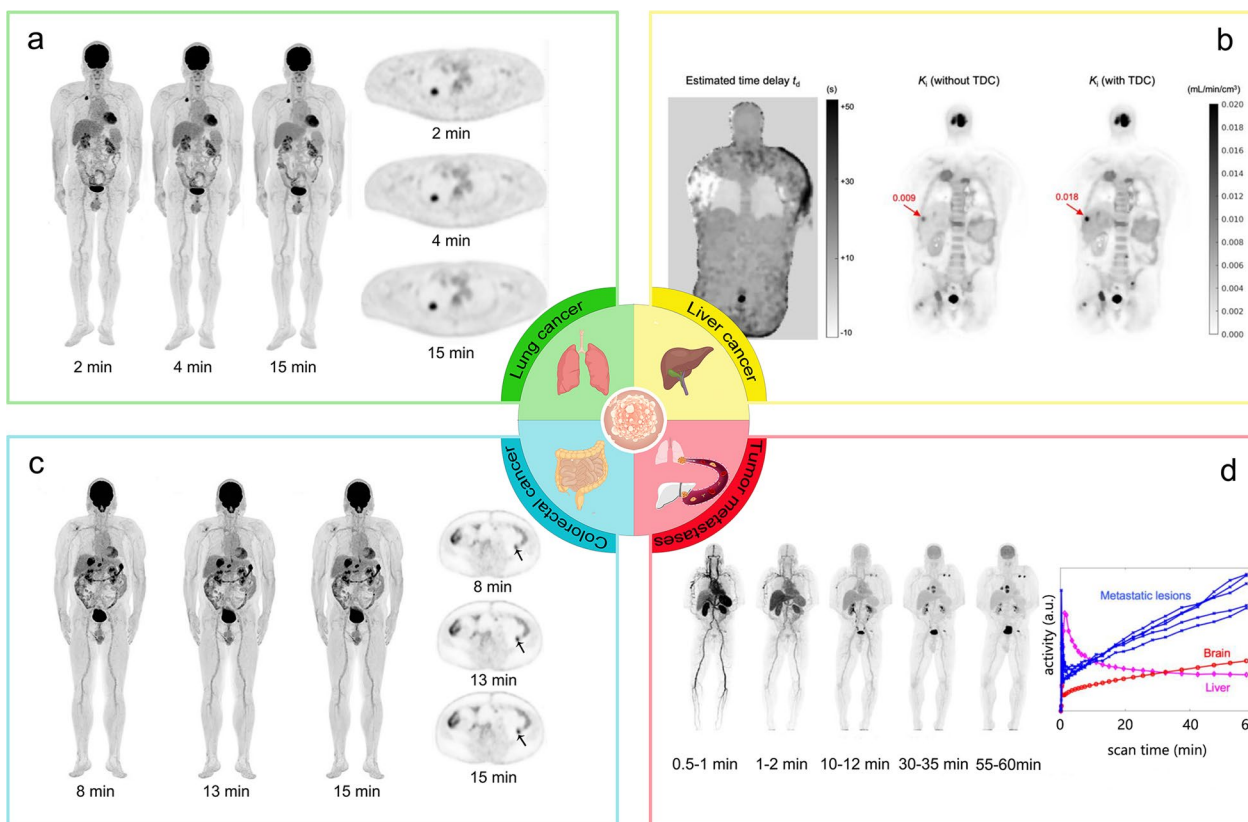 a
2 min
4 min
15 min
2 min
4 min
15 min
b
Estimated time delay td
(s)
+50
+30
+10
-10
Ki (without TDC)
Ki (with TDC)
(mL/min/cm³)
0.020
0.018
0.016
0.014
0.012
0.010
0.008
0.006
0.004
0.002
0.000
0.009
0.018
Lung cancer
Liver cancer
Colorectal cancer
Tumor metastases
c
8 min
13 min
15 min
8 min
13 min
15 min
d
0.5-1 min
1-2 min
10-12 min
30-35 min
55-60min
activity (a.u.)
Metastatic lesions
Brain
Liver
0
20
40
6
scan time (min)